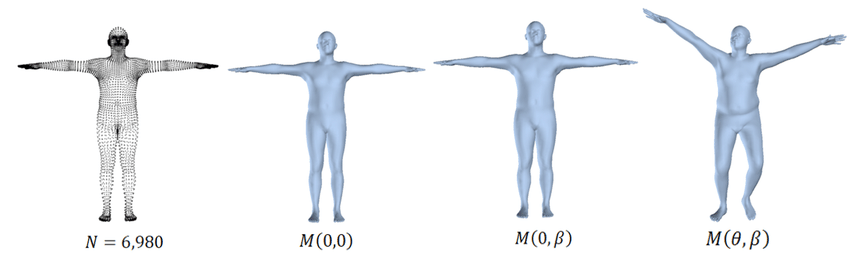 N = 6,980
M(0,0)
M(0, β)
M(θ, β)